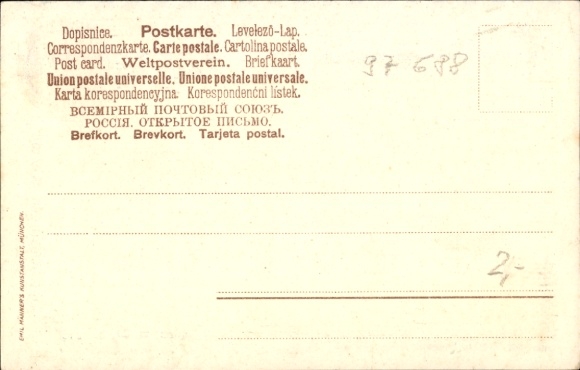 Dopisnice. Postkarte. Levelezö-Lap.
Correspondenzkarte. Carte postale. Cartolina postale.
Post card. Weltpostverein. Briefkaart.
Union postale universelle. Unione postale universale.
Karta korespondencyjna. Korespondenční lístek.
ВСЕМІРНЫЙ ПОЧТОВЫЙ СОЮЗЪ.
РОССІЯ. ОТКРЫТОЕ ПИСЬМО.
Brefkort. Brevkort. Tarjeta postal.
97 688
2,-